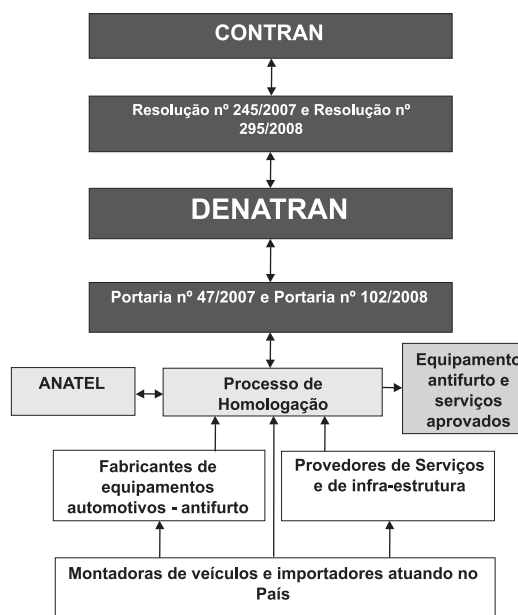 CONTRAN
Resolução nº 245/2007 e Resolução nº
295/2008
DENATRAN
Portaria nº 47/2007 e Portaria nº 102/2008
ANATEL
Processo de
Homologação
Equipamento
antifurto e
serviços
aprovados
Fabricantes de
equipamentos
automotivos - antifurto
Provedores de Serviços
e de infra-estrutura
Montadoras de veículos e importadores atuando no
País